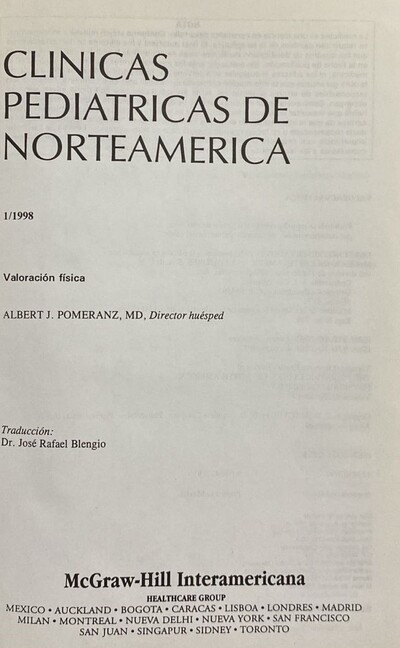 CLINICAS
PEDIATRICAS DE
NORTEAMERICA
1/1998
Valoración física
ALBERT J. POMERANZ, MD, Director huésped
Traducción:
Dr. José Rafael Blengio
McGraw-Hill Interamericana
HEALTHCARE GROUP
MEXICO • AUCKLAND • BOGOTA • CARACAS • LISBOA • LONDRES • MADRID
MILAN • MONTREAL • NUEVA DELHI • NUEVA YORK • SAN FRANCISCO
SAN JUAN • SINGAPUR • SIDNEY • TORONTO